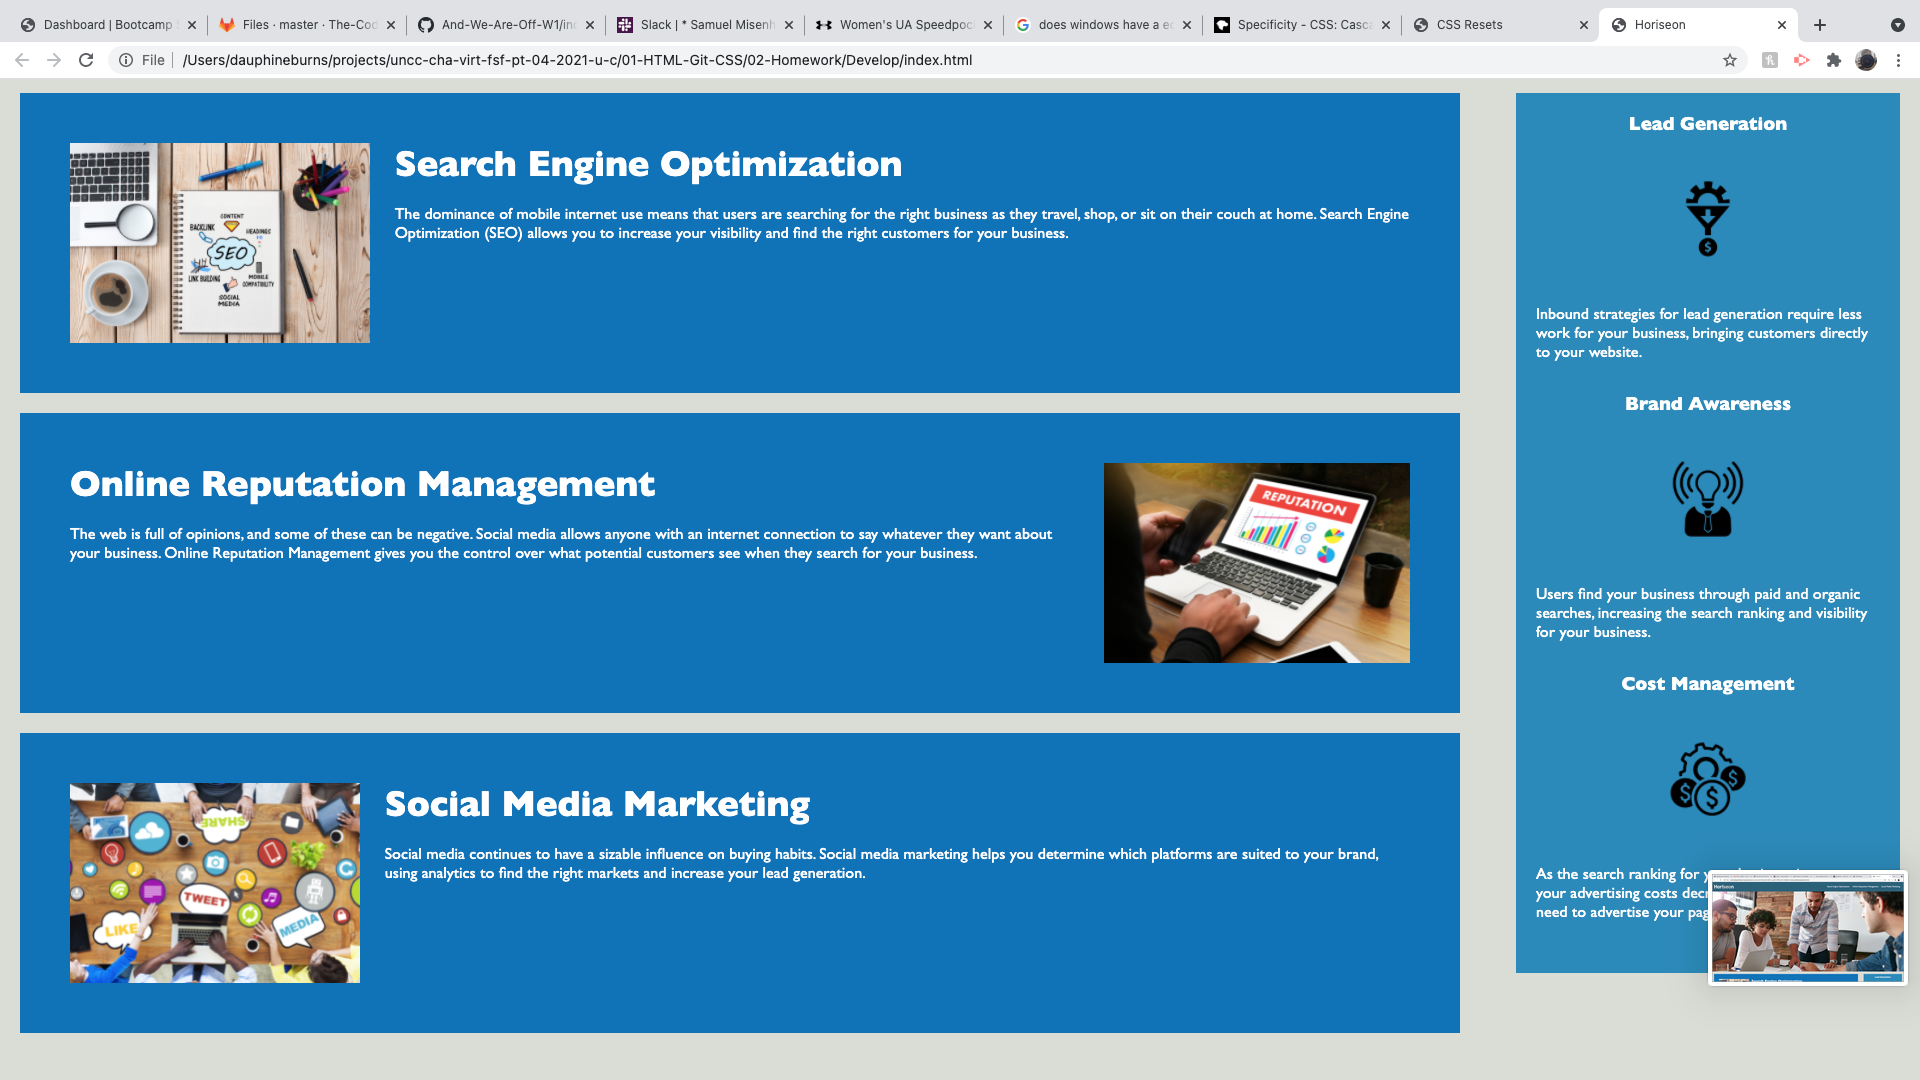 Dashboard | Bootcamp
Files · master · The-Cod
And-We-Are-Off-W1/in
Slack | * Samuel Misenh
Women's UA Speedpoc
does windows have a e
Specificity - CSS: Casca
CSS Resets
Horiseon
File
/Users/dauphineburns/projects/uncc-cha-virt-fsf-pt-04-2021-u-c/01-HTML-Git-CSS/02-Homework/Develop/index.html
Search Engine Optimization
The dominance of mobile internet use means that users are searching for the right business as they travel, shop, or sit on their couch at home. Search Engine
Optimization (SEO) allows you to increase your visibility and find the right customers for your business.
CONTENT
BACKLINK
HEADINGS
SEO
LINK BUILDING
MOBILE
COMPATIBILITY
SOCIAL
MEDIA
Online Reputation Management
The web is full of opinions, and some of these can be negative. Social media allows anyone with an internet connection to say whatever they want about
your business. Online Reputation Management gives you the control over what potential customers see when they search for your business.
REPUTATION
Social Media Marketing
Social media continues to have a sizable influence on buying habits. Social media marketing helps you determine which platforms are suited to your brand,
using analytics to find the right markets and increase your lead generation.
SHARE
TWEET
LIKE
MEDIA
Lead Generation
$
Inbound strategies for lead generation require less
work for your business, bringing customers directly
to your website.
Brand Awareness
Users find your business through paid and organic
searches, increasing the search ranking and visibility
for your business.
Cost Management
$
$ $
As the search ranking for y
your advertising costs decr
need to advertise your pag
Horiseon